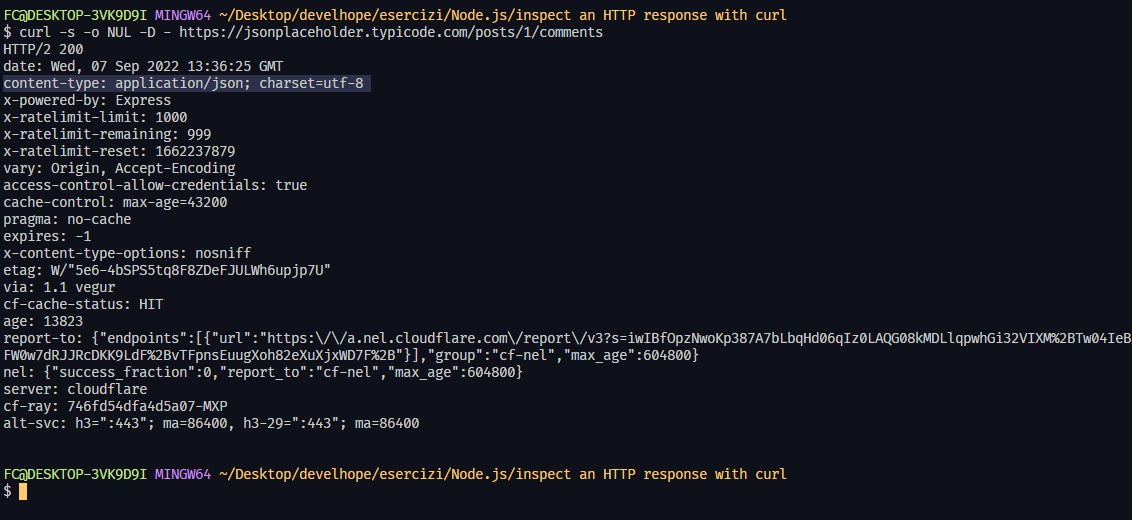 FC@DESKTOP-3VK9D9I MINGW64 ~/Desktop/develhope/esercizi/Node.js/inspect an HTTP response with curl
$ curl -s -o NUL -D - https://jsonplaceholder.typicode.com/posts/1/comments
HTTP/2 200
date: Wed, 07 Sep 2022 13:36:25 GMT
content-type: application/json; charset=utf-8
x-powered-by: Express
x-ratelimit-limit: 1000
x-ratelimit-remaining: 999
x-ratelimit-reset: 1662237879
vary: Origin, Accept-Encoding
access-control-allow-credentials: true
cache-control: max-age=43200
pragma: no-cache
expires: -1
x-content-type-options: nosniff
etag: W/"5e6-4bSPS5tq8F8ZDeFJULWh6upjp7U"
via: 1.1 vegur
cf-cache-status: HIT
age: 13823
report-to: {"endpoints":[{"url":"https:\/\/a.nel.cloudflare.com\/report\/v3?s=iwIBfOpzNwoKp387A7bLbqHd06qIz0LAQG08kMDLlqpwhGi32VIXM%2BTw04IeB
FW0w7dRJJRcDKK9LdF%2BvTFpnsEuugXoh82eXuXjxWD7F%2B"}],"group":"cf-nel","max_age":604800}
nel: {"success_fraction":0,"report_to":"cf-nel","max_age":604800}
server: cloudflare
cf-ray: 746fd54dfa4d5a07-MXP
alt-svc: h3=":443"; ma=86400, h3-29=":443"; ma=86400
FC@DESKTOP-3VK9D9I MINGW64 ~/Desktop/develhope/esercizi/Node.js/inspect an HTTP response with curl
$